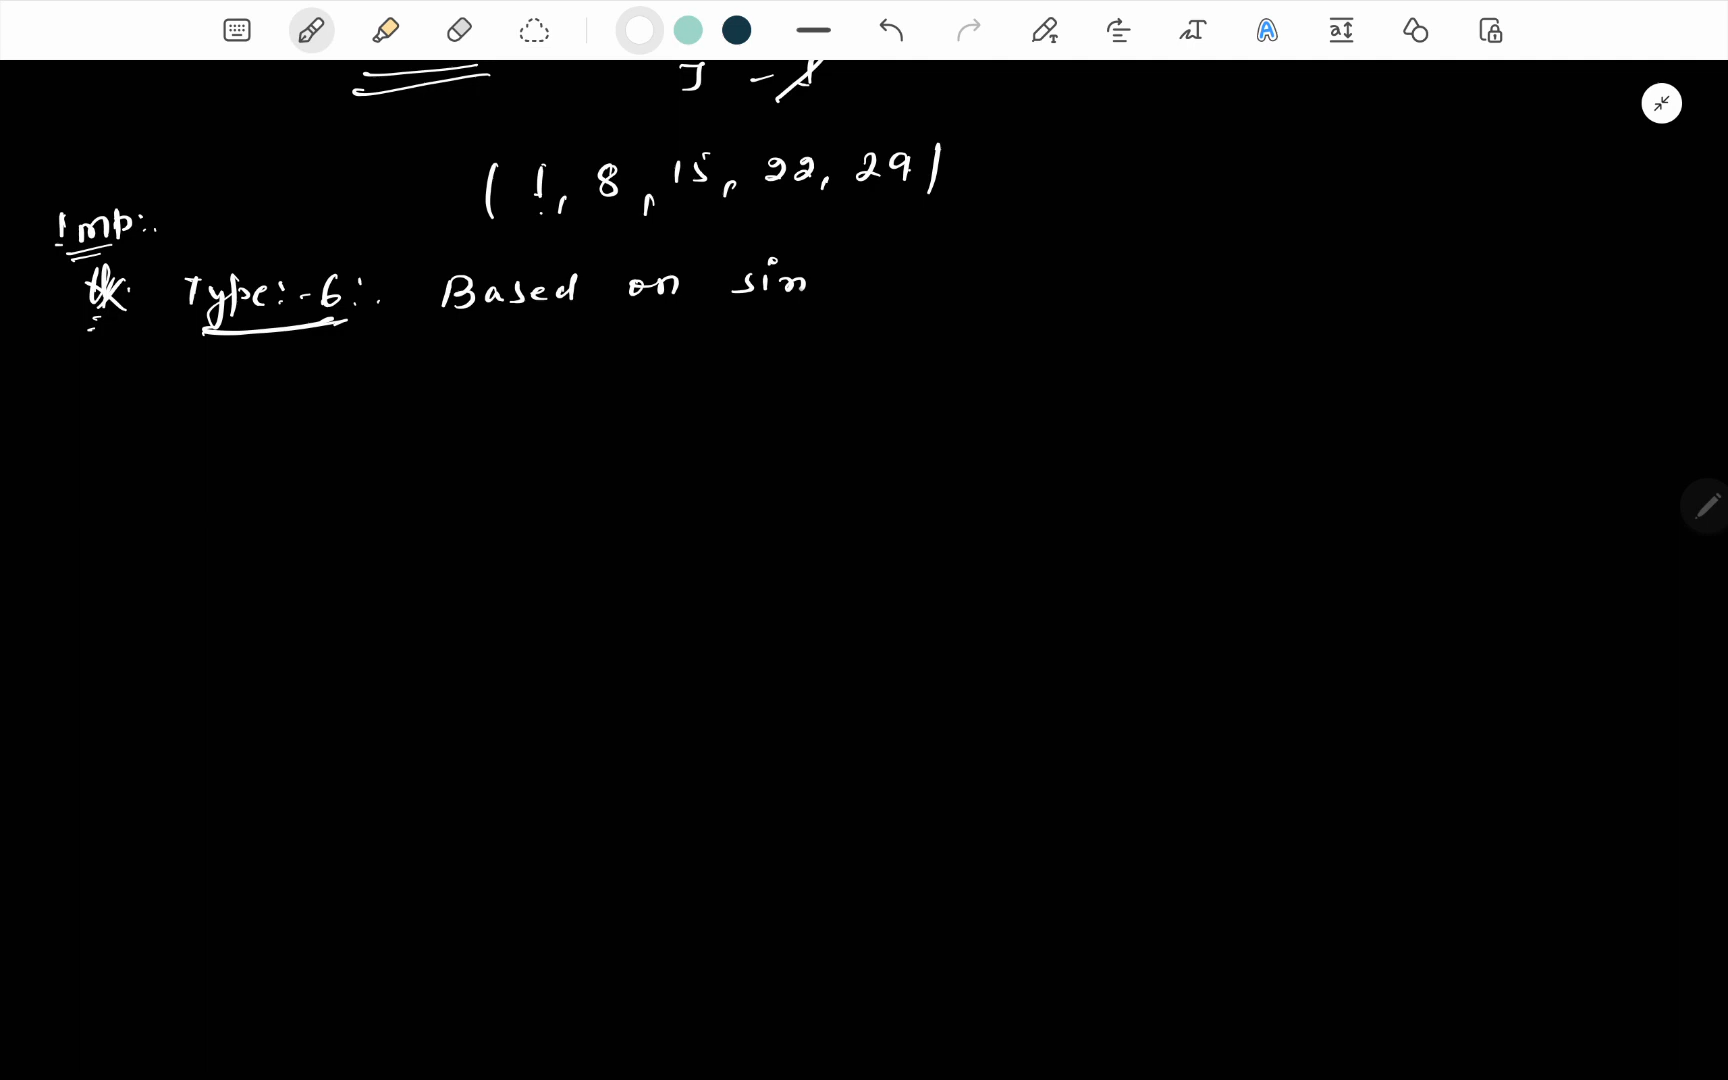 ( 1, 8, 15, 22, 29)
Imp:.
Type:-6:. Based on sin